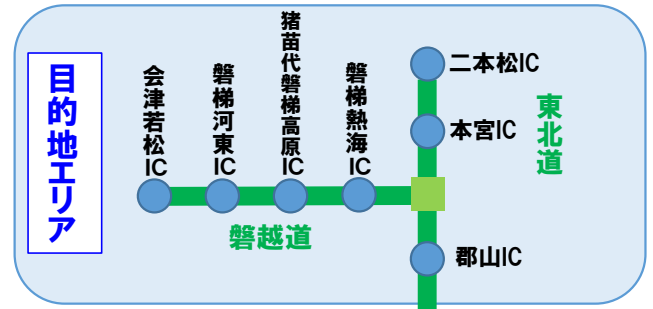 目的地エリア
会津若松IC
磐梯河東IC
猪苗代磐梯高原IC
磐梯熱海IC
二本松IC
本宮IC
東北道
磐越道
郡山IC